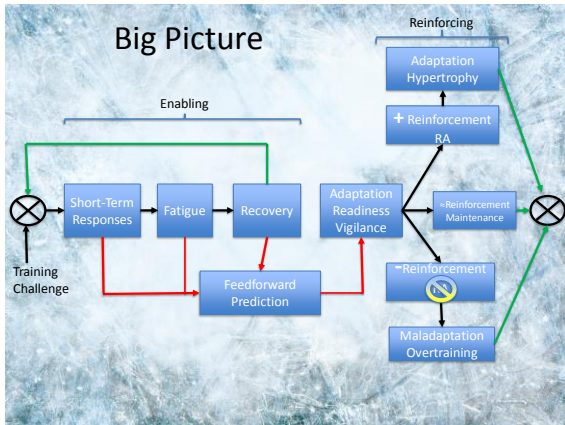 Big Picture
Reinforcing
Enabling
Adaptation
Hypertrophy
+ Reinforcement
RA
Short-Term
Responses
Fatigue
Recovery
Adaptation
Readiness
Vigilance
=Reinforcement
Maintenance
Training
Challenge
Feedforward
Prediction
-Reinforcement
Maladaptation
Overtraining